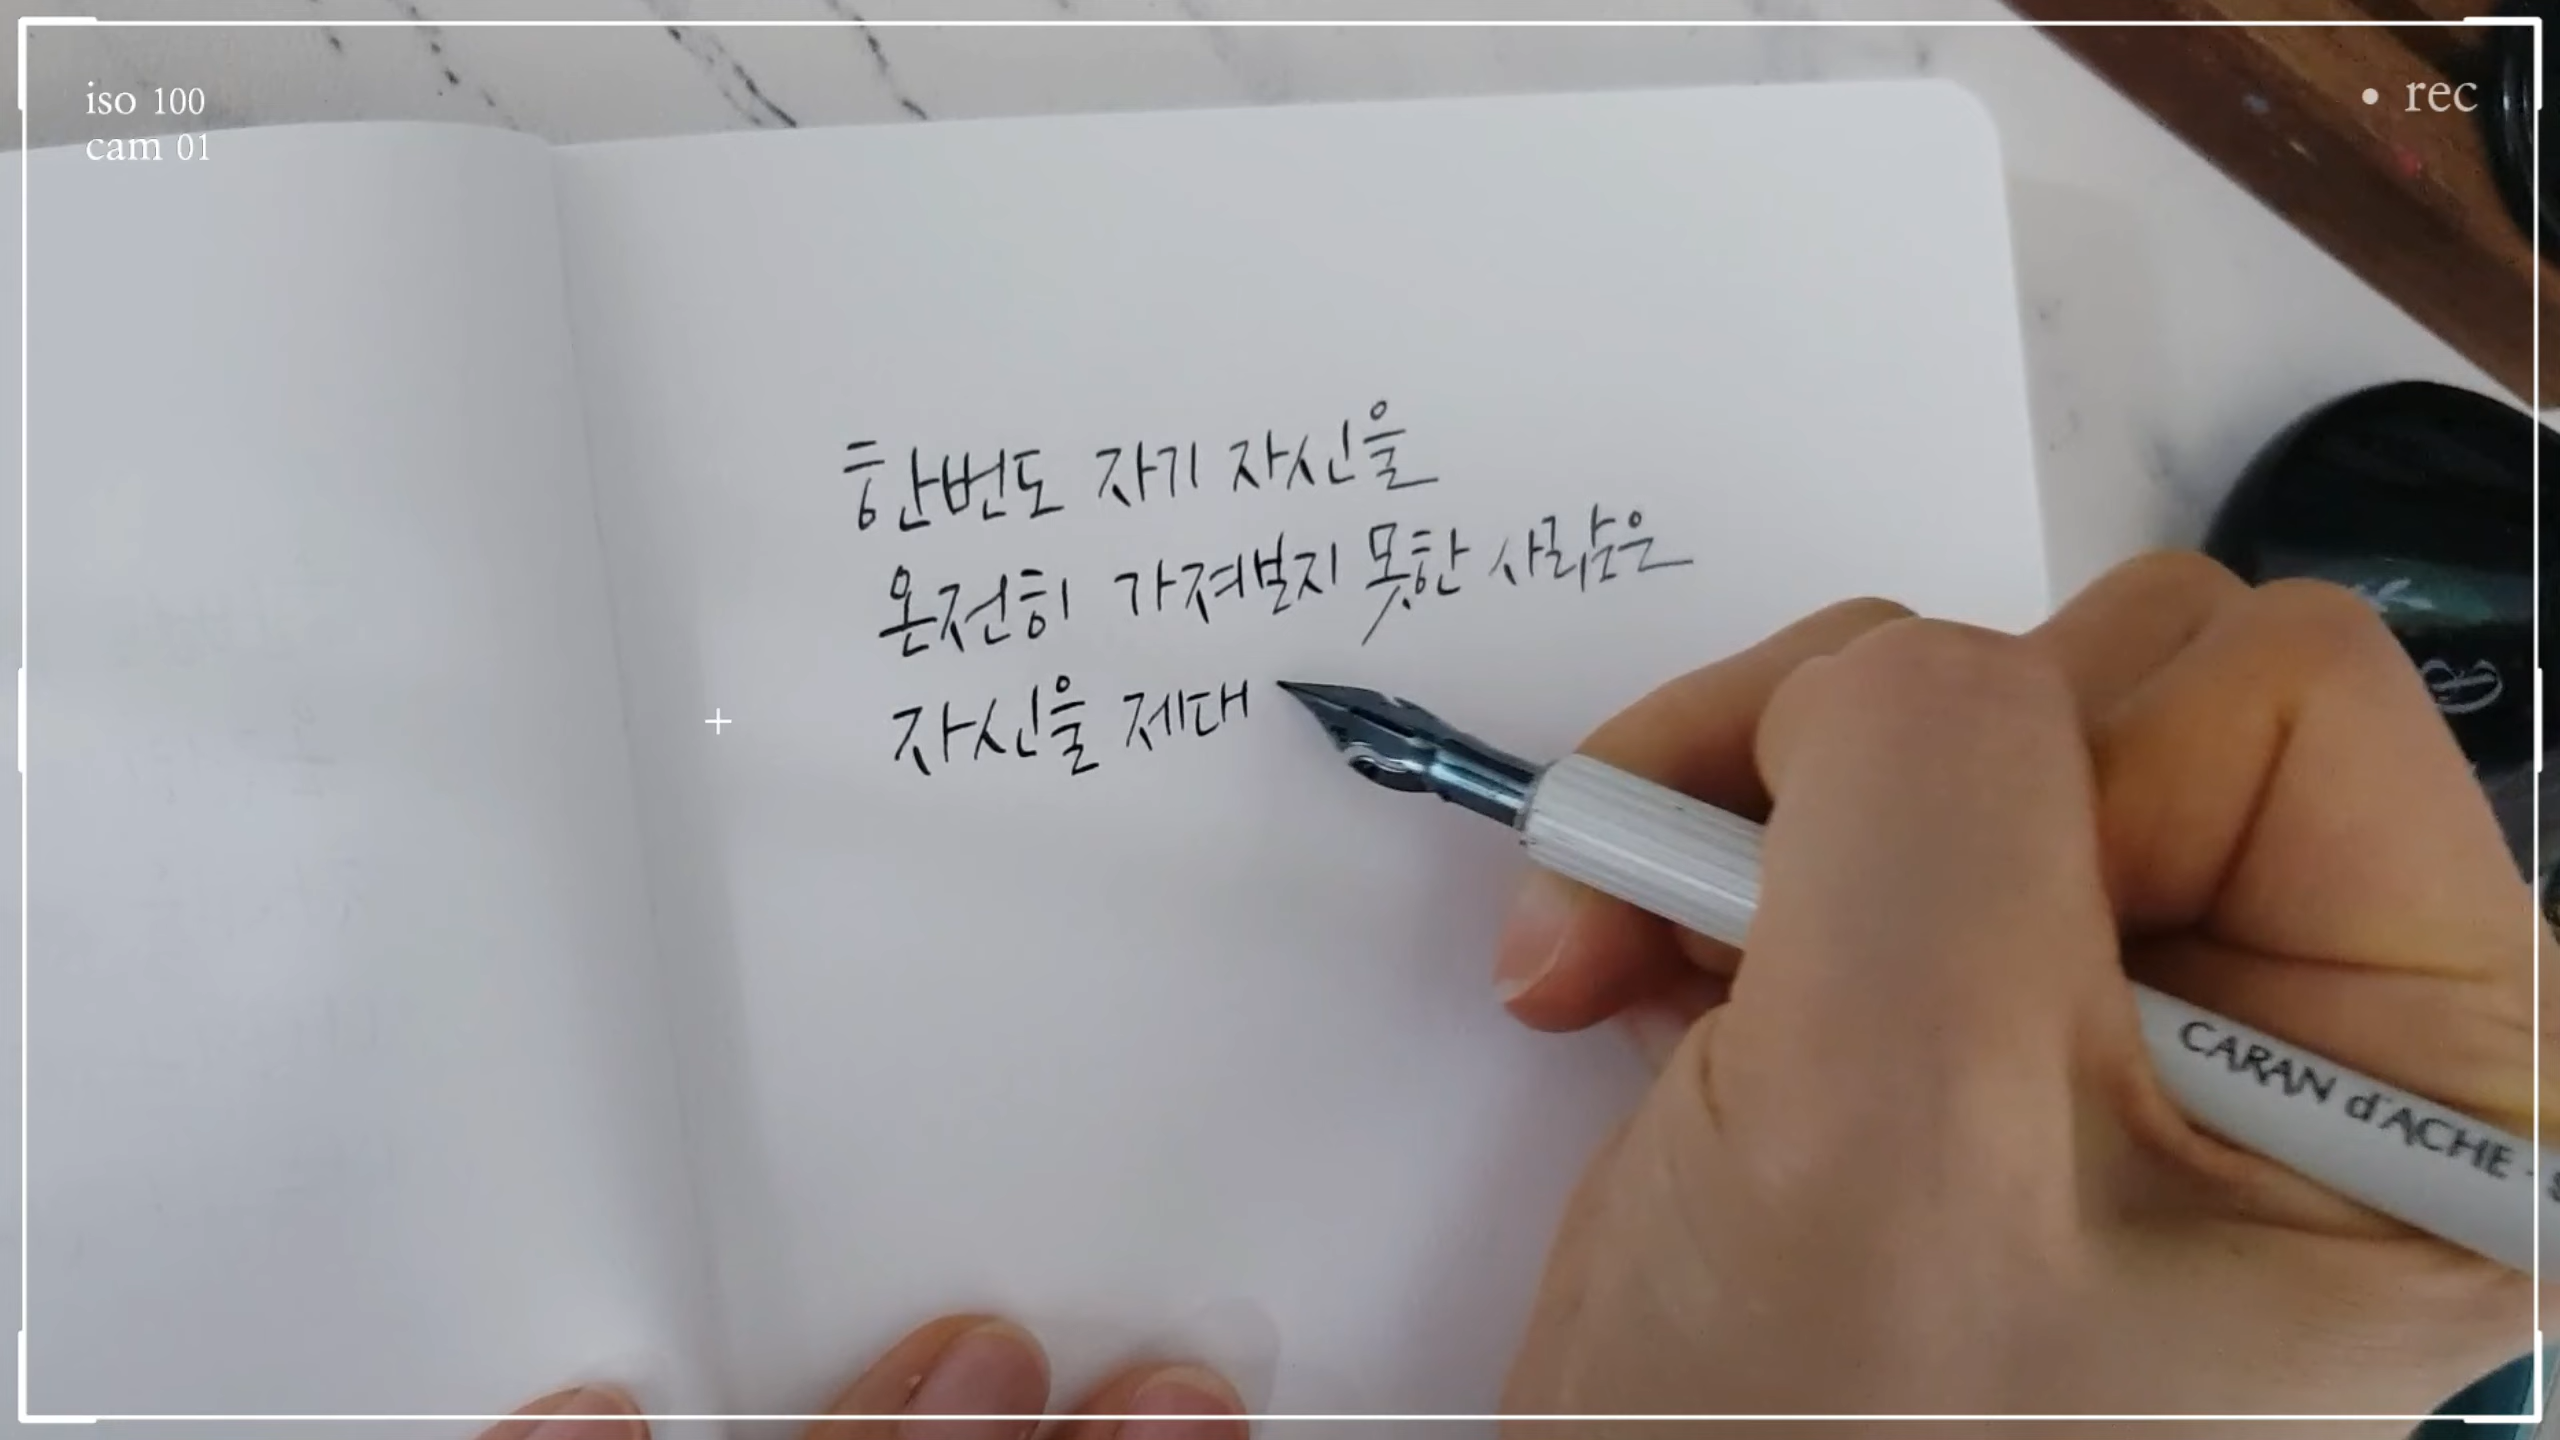 iso 100
cam 01
• rec
한번도 자기 자신을
온전히 가져보지 못한 사람은
자신을 제대
CARAN d'ACHE